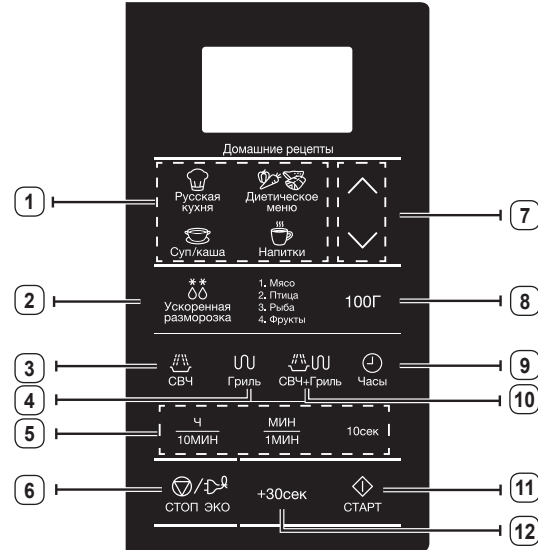 Домашние рецепты
1
Русская
кухня
Диетическое
меню
7
Суп/каша
Напитки
2
Ускоренная
разморозка
1. Мясо
2. Птица
3. Рыба
4. Фрукты
100Г
8
3
СВЧ
Гриль
СВЧ+Гриль
Часы
9
4
10
5
Ч
10МИН
МИН
1МИН
10сек
6
СТОП ЭКО
+30сек
СТАРТ
11
12